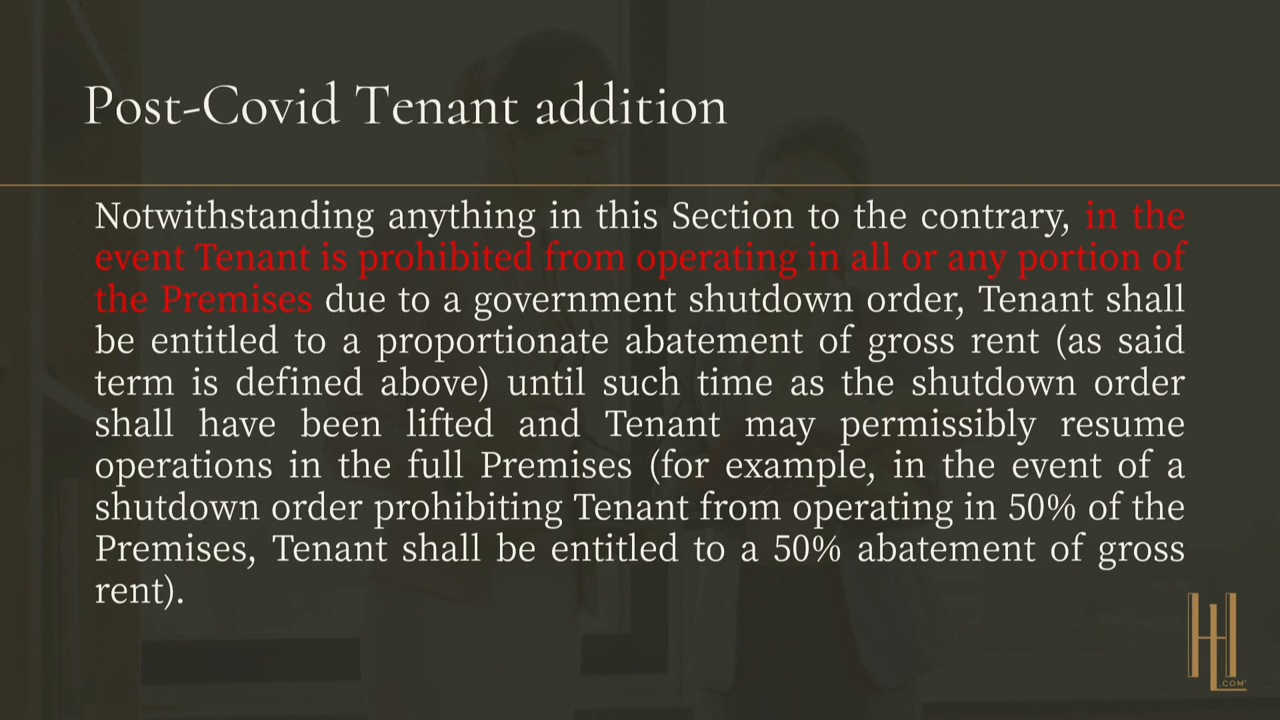 Post-Covid Tenant addition
Notwithstanding anything in this Section to the contrary, in the
event Tenant is prohibited from operating in all or any portion of
the Premises due to a government shutdown order, Tenant shall
be entitled to a proportionate abatement of gross rent (as said
term is defined above) until such time as the shutdown order
shall have been lifted and Tenant may permissibly resume
operations in the full Premises (for example, in the event of a
shutdown order prohibiting Tenant from operating in 50% of the
Premises, Tenant shall be entitled to a 50% abatement of gross
rent).
HL
.COM